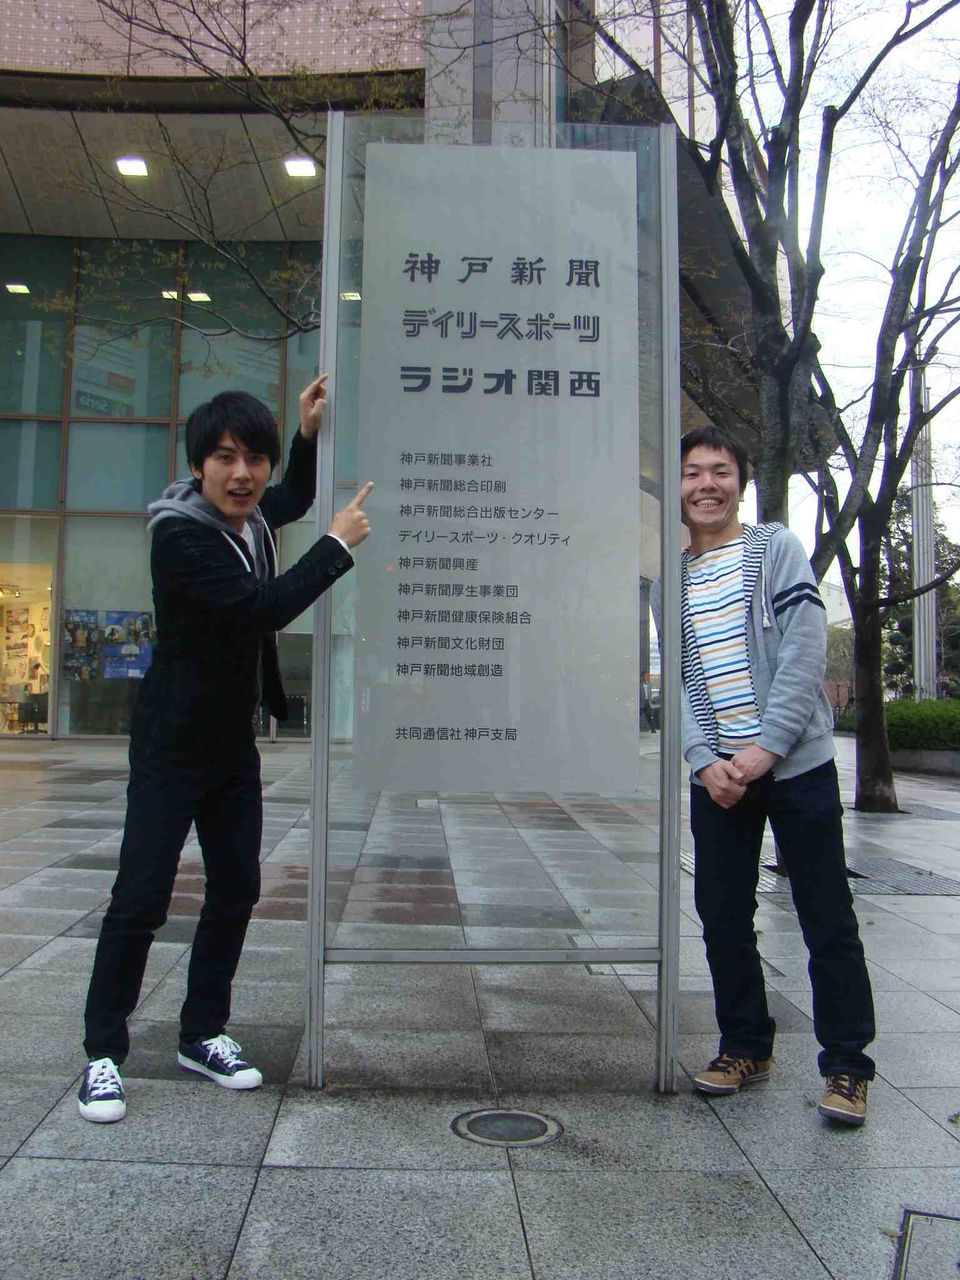 神戸新聞
デイリースポーツ
ラジオ関西
神戸新聞事業社
神戸新聞総合印刷
神戸新聞総合出版センター
デイリースポーツ・クオリティ
神戸新聞興産
神戸新聞厚生事業団
神戸新聞健康保険組合
神戸新聞文化財団
神戸新聞地域創造
共同通信社 神戸支局